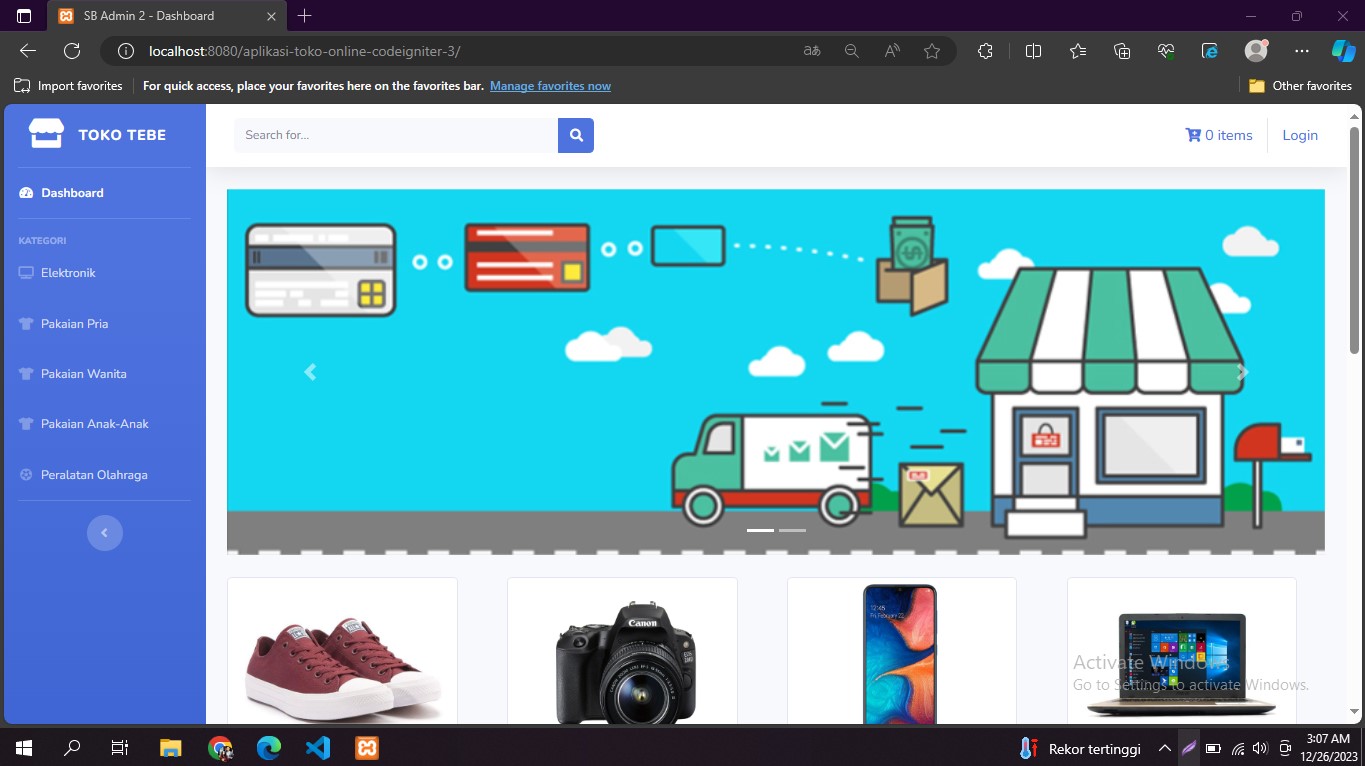 SB Admin 2 - Dashboard
localhost:8080/aplikasi-toko-online-codeigniter-3/
Import favorites
For quick access, place your favorites here on the favorites bar. Manage favorites now
Other favorites
TOKO TEBE
Search for...
0 items
Login
Dashboard
KATEGORI
Elektronik
Pakaian Pria
Pakaian Wanita
Pakaian Anak-Anak
Peralatan Olahraga
Canon
12:45
Activate Windows
Go to Settings to activate Windows.
Rekor tertinggi
3:07 AM
12/26/2023